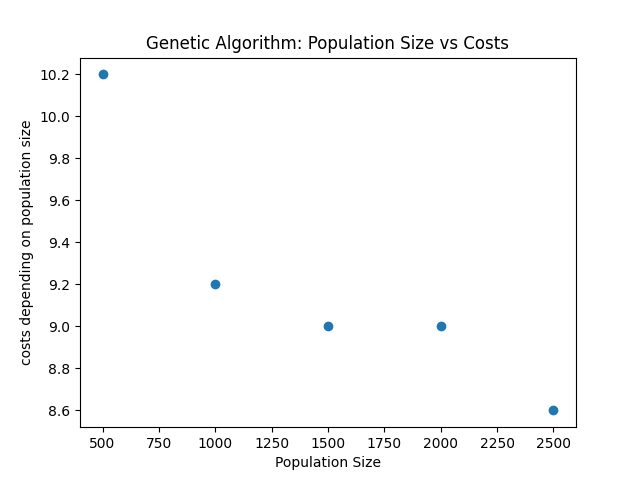 Genetic Algorithm: Population Size vs Costs
costs depending on population size
10.2
10.0
9.8
9.6
9.4
9.2
9.0
8.8
8.6
500 750 1000 1250 1500 1750 2000 2250 2500
Population Size